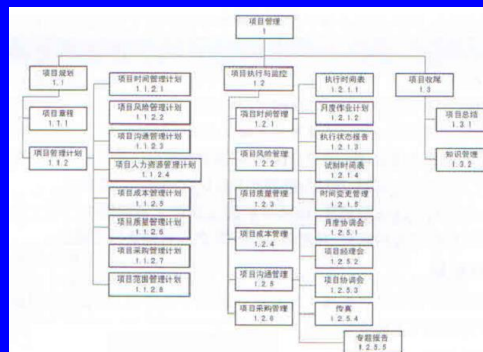 项目管理
1
项目规划
1.1
项目章程
1.1.1
项目管理计划
1.1.2
项目时间管理计划
1.1.2.1
项目风险管理计划
1.1.2.2
项目沟通管理计划
1.1.2.3
项目人力资源管理计划
1.1.2.4
项目成本管理计划
1.1.2.5
项目质量管理计划
1.1.2.6
项目采购管理计划
1.1.2.7
项目范围管理计划
1.1.2.8
项目执行与监控
1.2
项目时间管理
1.2.1
项目风险管理
1.2.2
项目质量管理
1.2.3
项目成本管理
1.2.4
项目沟通管理
1.2.5
项目采购管理
1.2.6
执行时间表
1.2.1.1
月度作业计划
1.2.1.2
执行状态报告
1.2.1.3
试制时间表
1.2.1.4
时间变更管理
1.2.1.5
月度协调会
1.2.5.1
项目经理会
1.2.5.2
项目协调会
1.2.5.3
传真
1.2.5.4
专题报告
1.2.5.5
项目收尾
1.3
项目总结
1.3.1
知识管理
1.3.2